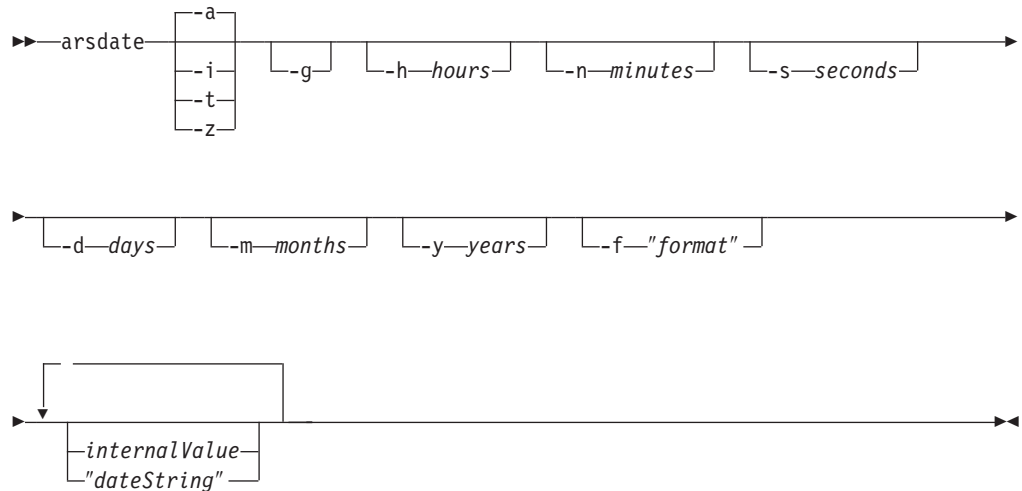 -a
arsdate
-i
-g
-h hours
-n minutes
-s seconds
-t
-z
-d days
-m months
-y years
-f "format"
internalValue
"dateString"